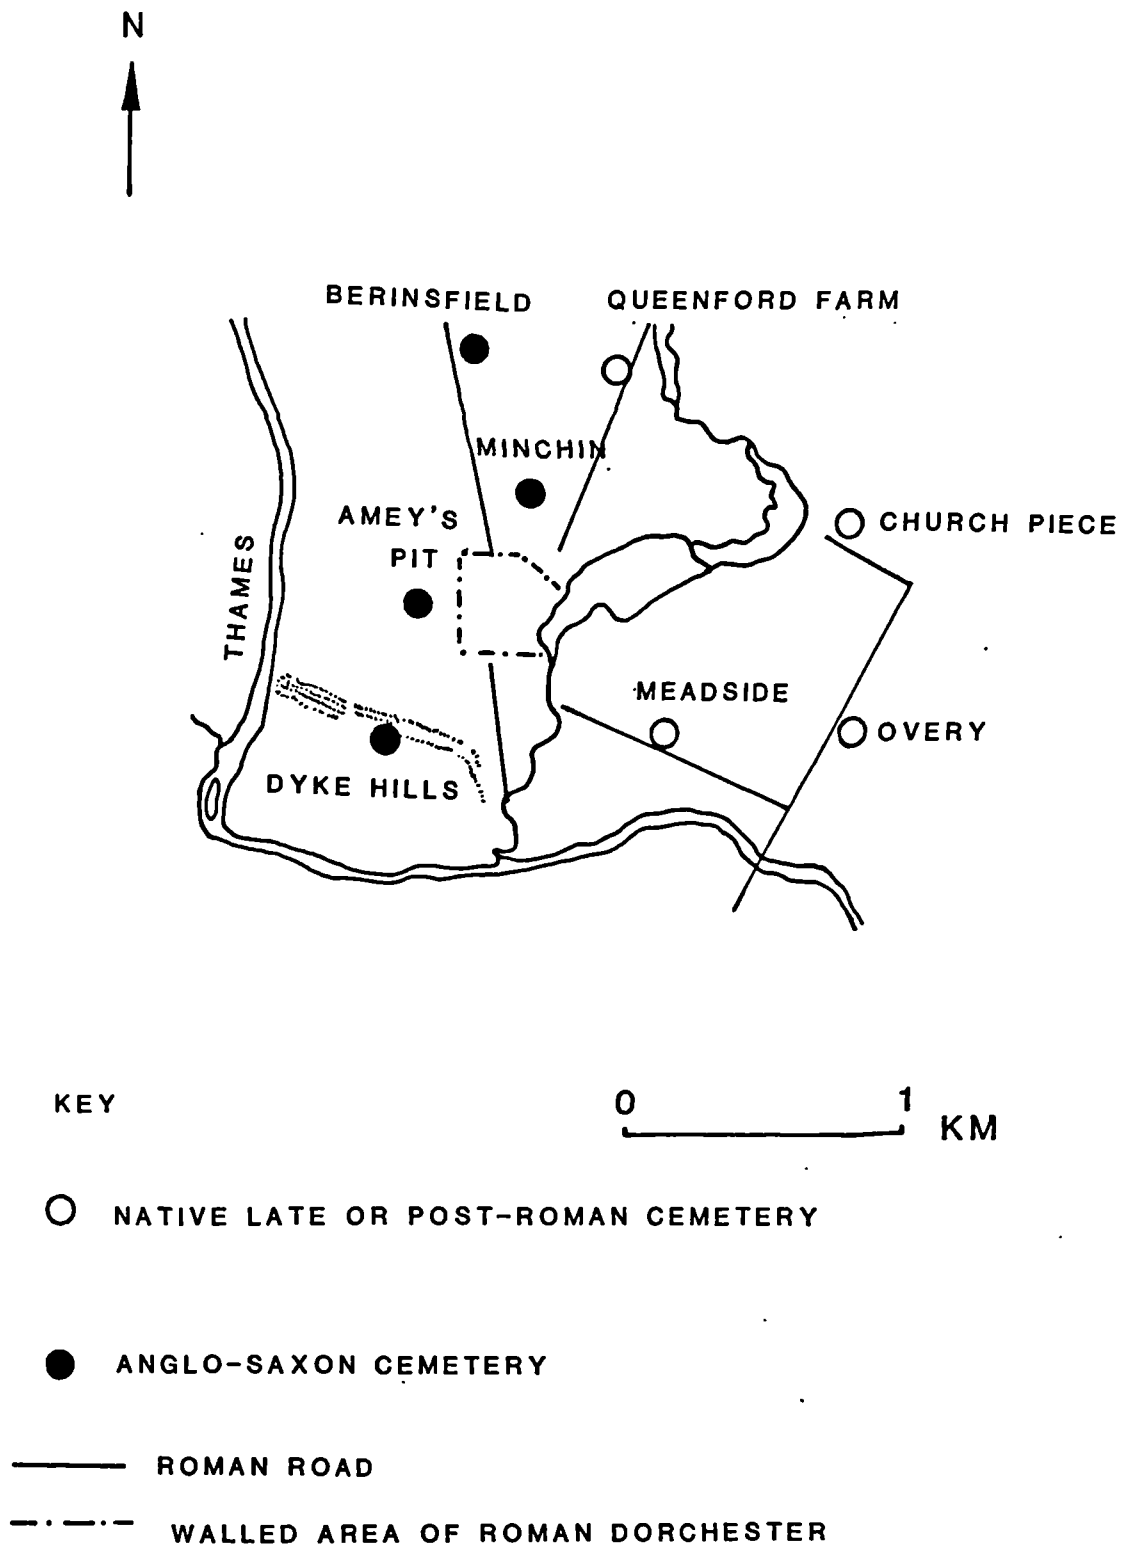 N
BERINSFIELD
QUEENFORD FARM
MINCHIN
AMEY'S
PIT
CHURCH PIECE
THAMES
MEADSIDE
OVERY
DYKE HILLS
KEY
0 1
KM
NATIVE LATE OR POST-ROMAN CEMETERY
ANGLO-SAXON CEMETERY
ROMAN ROAD
WALLED AREA OF ROMAN DORCHESTER